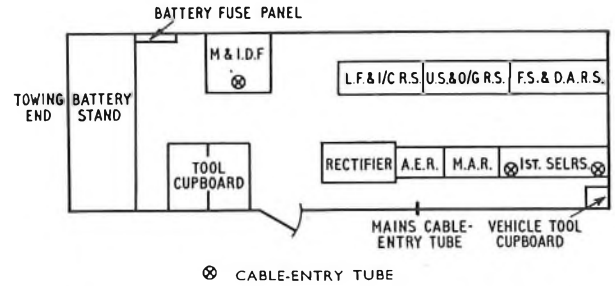 BATTERY FUSE PANEL
M & I.D.F
L.F.& I/C R.S.
U.S.& O/G R.S.
F.S.& D.A.R.S.
TOWING
END
BATTERY
STAND
TOOL
CUPBOARD
RECTIFIER
A.E.R.
M.A.R.
1ST. SELRS.
MAINS CABLE-
ENTRY TUBE
VEHICLE TOOL
CUPBOARD
CABLE-ENTRY TUBE